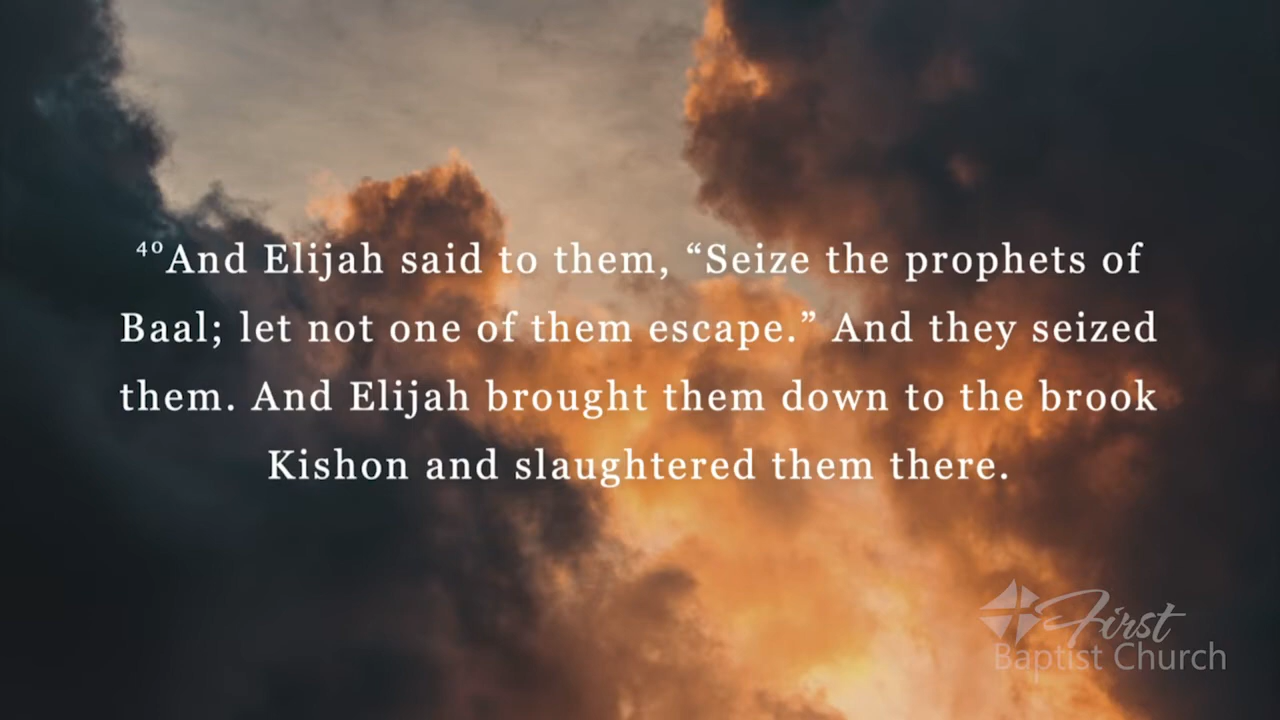 ⁴⁰And Elijah said to them, “Seize the prophets of
Baal; let not one of them escape.” And they seized
them. And Elijah brought them down to the brook
Kishon and slaughtered them there.
First
Baptist Church